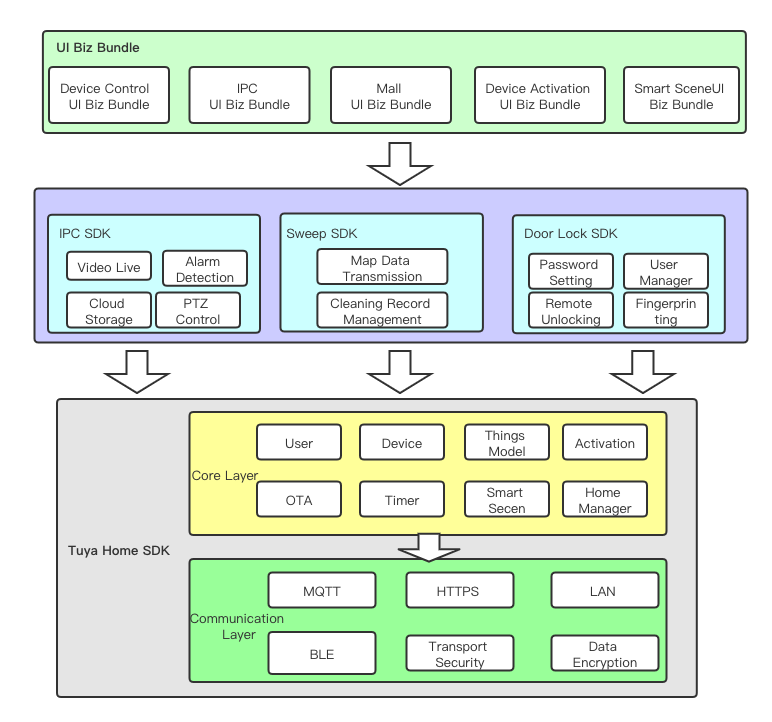 UI Biz Bundle
Device Control
UI Biz Bundle
IPC
UI Biz Bundle
Mall
UI Biz Bundle
Device Activation
UI Biz Bundle
Smart SceneUI
Biz Bundle
IPC SDK
Video Live
Alarm
Detection
Cloud
Storage
PTZ
Control
Sweep SDK
Map Data
Transmission
Cleaning Record
Management
Door Lock SDK
Password
Setting
User
Manager
Remote
Unlocking
Fingerprin
ting
Tuya Home SDK
Core Layer
User
Device
Things
Model
Activation
OTA
Timer
Smart
Secen
Home
Manager
Communication
Layer
MQTT
HTTPS
LAN
BLE
Transport
Security
Data
Encryption